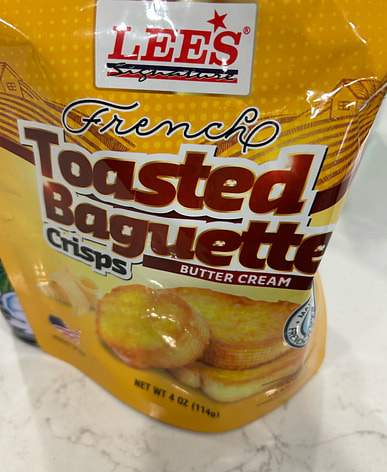 LEE'S®
Signature
French
Toasted
Baguette
Crisps
BUTTER CREAM
NET WT 4 OZ (114g)